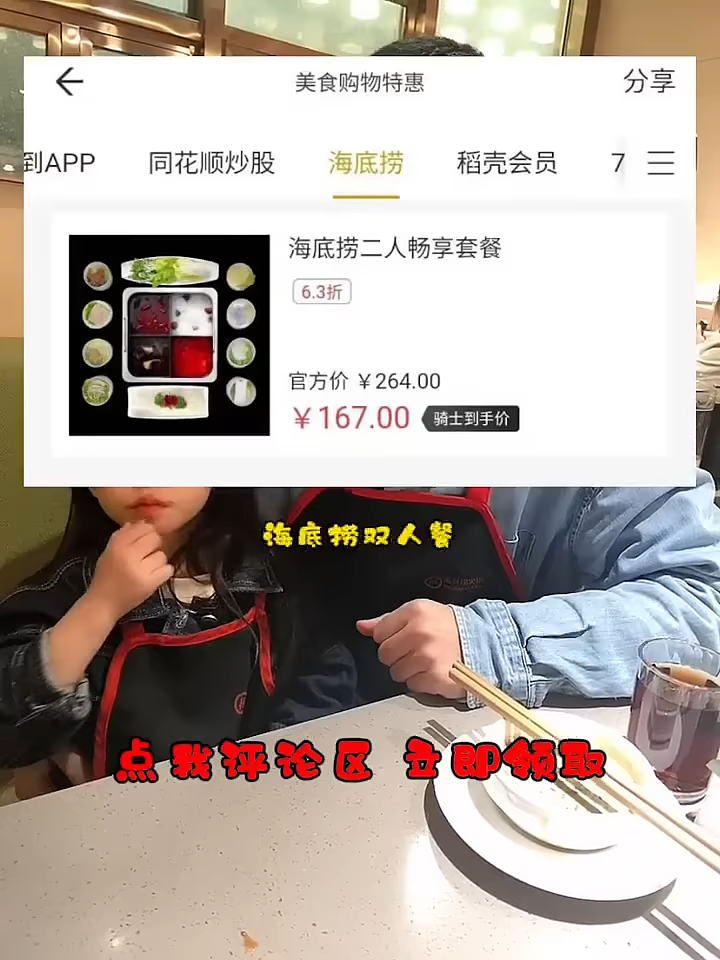 美食购物特惠
分享
到APP
同花顺炒股
海底捞
稻壳会员
7
海底捞二人畅享套餐
6.3折
官方价 ￥264.00
￥167.00 骑士到手价
海底捞双人餐
点我评论区 立即领取